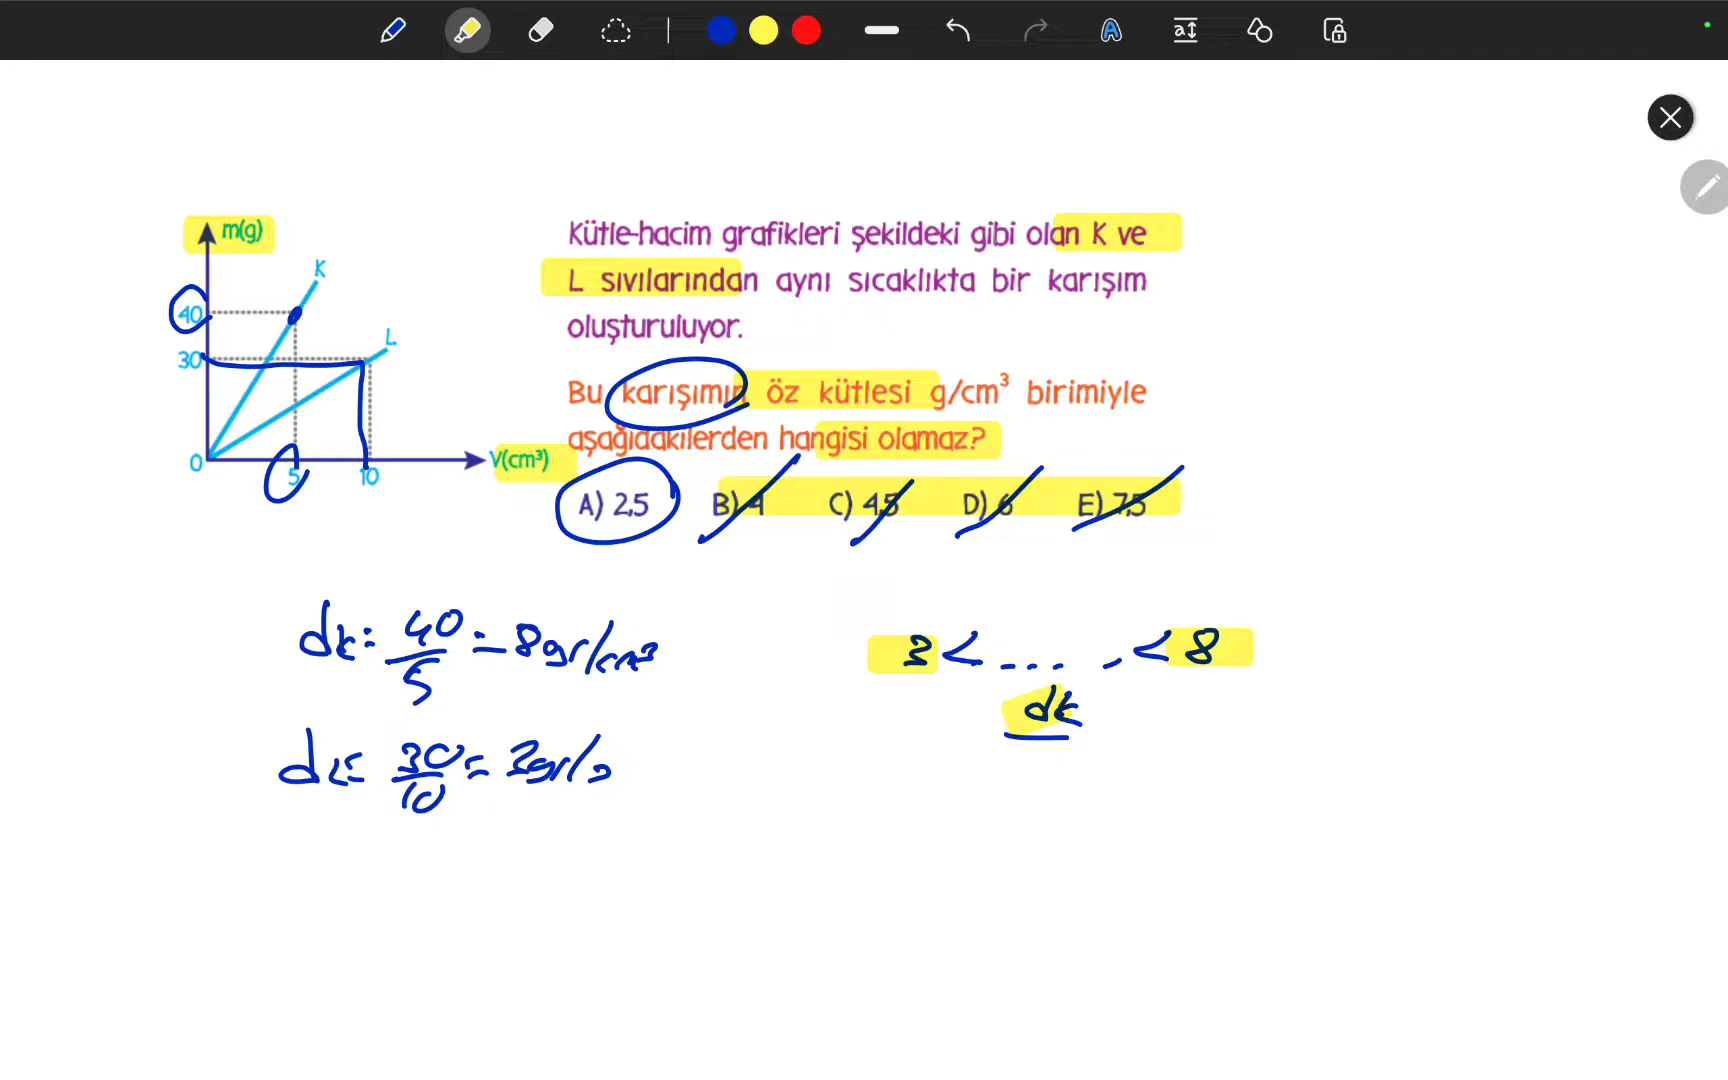 m(g)
K
40
L
30
0
5
10
V(cm³)
Kütle-hacim grafikleri şekildeki gibi olan K ve
L sıvılarından aynı sıcaklıkta bir karışım
oluşturuluyor.
Bu karışımın öz kütlesi g/cm³ birimiyle
aşağıdakilerden hangisi olamaz?
A) 2,5 B) 4 C) 4,5 D) 6 E) 7,5
dk = 40/5 = 8gr/cm³
dL = 30/10 = 3gr/
3 < ... . < 8
dk